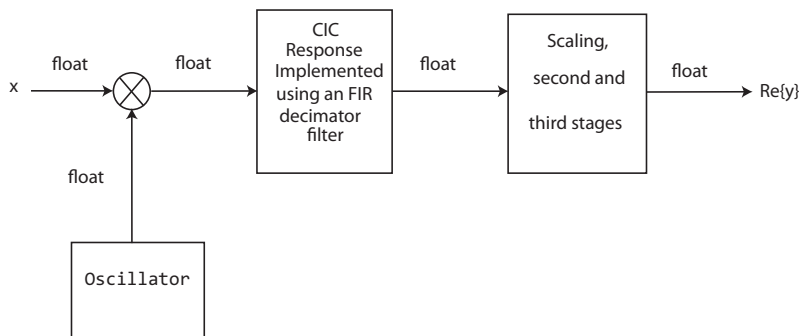 x
float
float
float
CIC
Response
Implemented
using an FIR
decimator
filter
float
Scaling,
second and
third stages
float
Re{y}
Oscillator